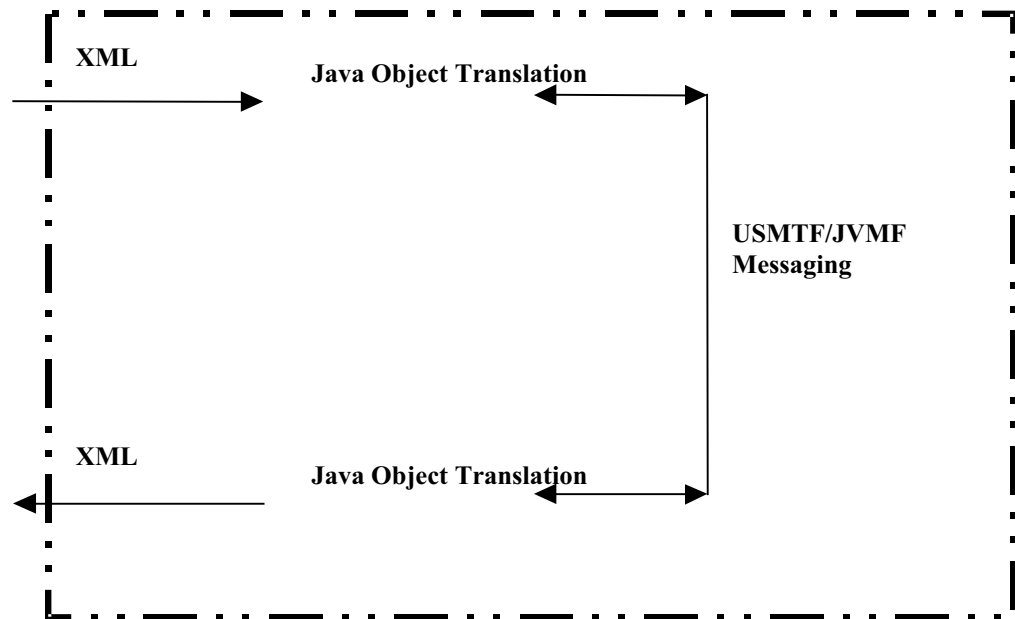 XML
Java Object Translation
USMTF/JVMF
Messaging
XML
Java Object Translation